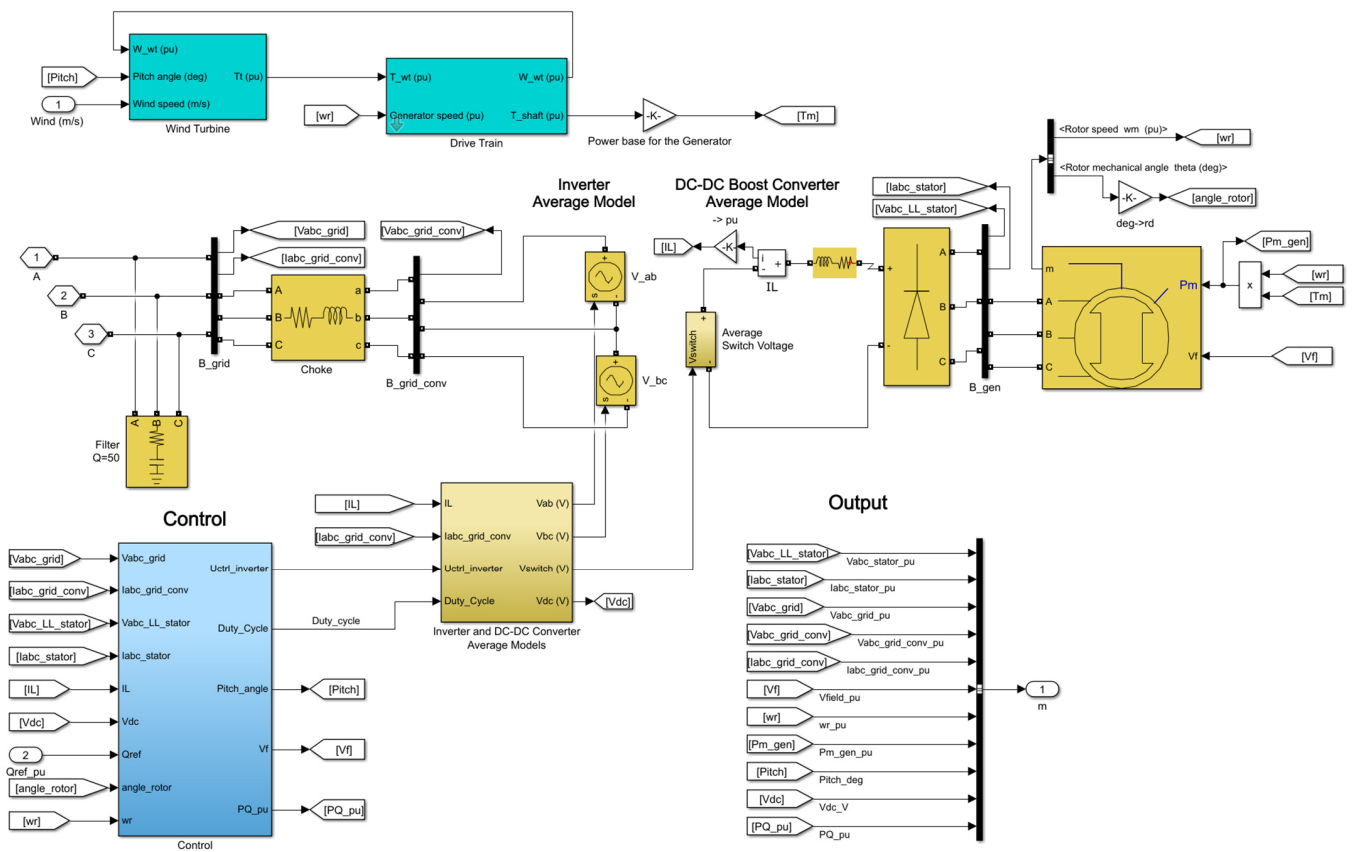 W_wt (pu)
[Pitch]
Pitch angle (deg)
Tt (pu)
1
Wind speed (m/s)
Wind (m/s)
Wind Turbine
T_wt (pu)
W_wt (pu)
[wr]
Generator speed (pu)
T_shaft (pu)
Drive Train
-K-
Power base for the Generator
[Tm]
<Rotor speed wm (pu)>
[wr]
<Rotor mechanical angle theta (deg)>
-K-
deg->rd
[angle_rotor]
Inverter
Average Model
DC-DC Boost Converter
Average Model
[Iabc_stator]
[Vabc_LL_stator]
-> pu
[IL]
-K-
i
+
-
IL
[Vabc_grid]
[Iabc_grid_conv]
[Vabc_grid_conv]
1
A
2
B
3
C
B_grid
A
B
C
a
b
c
Choke
B_grid_conv
+
s
-
V_ab
+
s
-
V_bc
+
Vswitch
-
Average
Switch Voltage
+
-
A
B
C
B_gen
m
A
B
C
Pm
Vf
[Pm_gen]
x
[wr]
[Tm]
[Vf]
A
B
C
Filter
Q=50
Control
[Vabc_grid]
Vabc_grid
[Iabc_grid_conv]
Iabc_grid_conv
[Vabc_LL_stator]
Vabc_LL_stator
[Iabc_stator]
Iabc_stator
[IL]
IL
[Vdc]
Vdc
2
Qref
Qref_pu
[angle_rotor]
angle_rotor
[wr]
wr
Uctrl_inverter
Duty_Cycle
Pitch_angle
[Pitch]
Vf
[Vf]
PQ_pu
[PQ_pu]
Control
Duty_cycle
[IL]
IL
[Iabc_grid_conv]
Iabc_grid_conv
Uctrl_inverter
Duty_Cycle
Vab (V)
Vbc (V)
Vswitch (V)
Vdc (V)
[Vdc]
Inverter and DC-DC Converter
Average Models
Output
[Vabc_LL_stator]
Vabc_stator_pu
[Iabc_stator]
Iabc_stator_pu
[Vabc_grid]
Vabc_grid_pu
[Vabc_grid_conv]
Vabc_grid_conv_pu
[Iabc_grid_conv]
Iabc_grid_conv_pu
[Vf]
Vfield_pu
[wr]
wr_pu
[Pm_gen]
Pm_gen_pu
[Pitch]
Pitch_deg
[Vdc]
Vdc_V
[PQ_pu]
PQ_pu
1
m